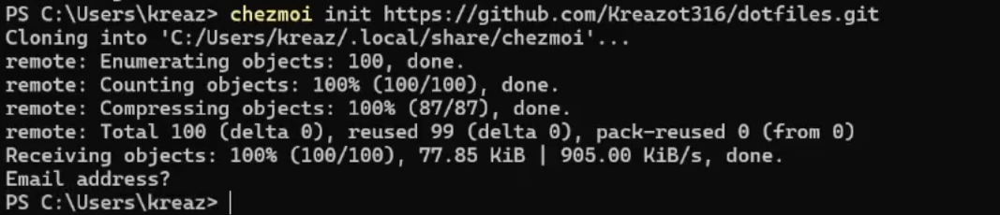 PS C:\Users\kreaz> chezmoi init https://github.com/Kreazot316/dotfiles.git
Cloning into 'C:/Users/kreaz/.local/share/chezmoi'...
remote: Enumerating objects: 100, done.
remote: Counting objects: 100% (100/100), done.
remote: Compressing objects: 100% (87/87), done.
remote: Total 100 (delta 0), reused 99 (delta 0), pack-reused 0 (from 0)
Receiving objects: 100% (100/100), 77.85 KiB | 905.00 KiB/s, done.
Email address?
PS C:\Users\kreaz>